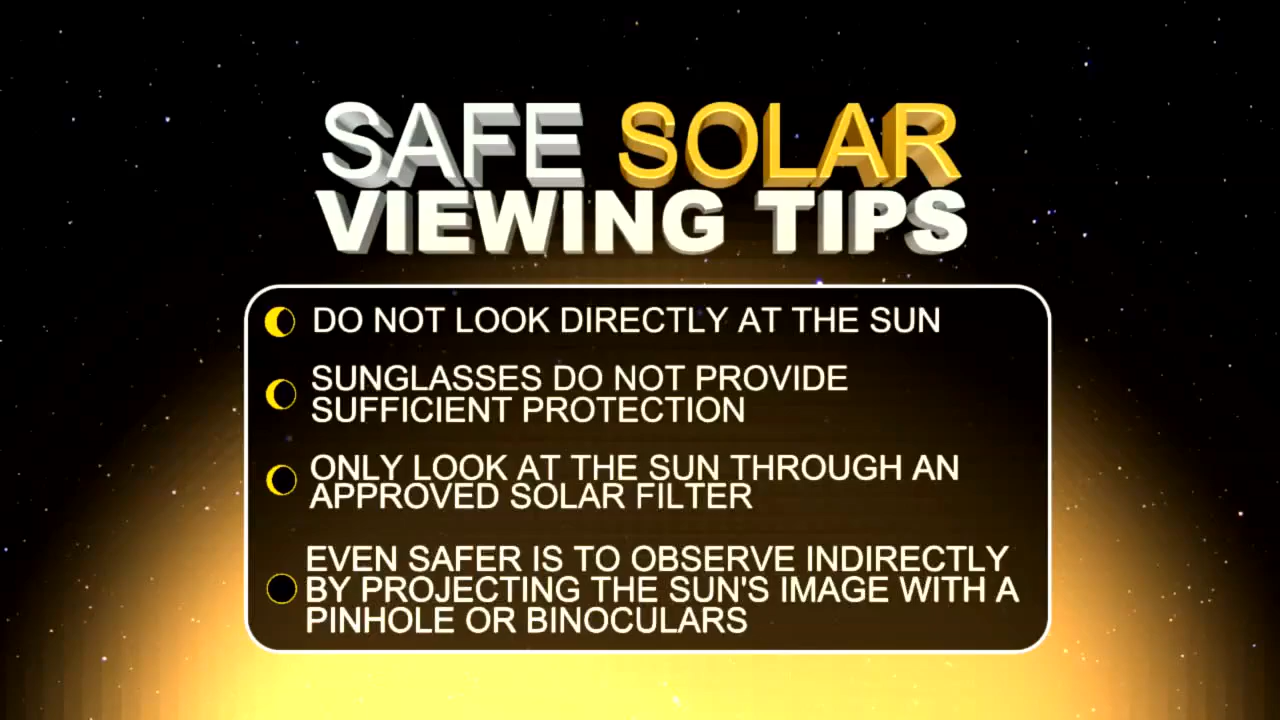 SAFE SOLAR
VIEWING TIPS
DO NOT LOOK DIRECTLY AT THE SUN
SUNGLASSES DO NOT PROVIDE
SUFFICIENT PROTECTION
ONLY LOOK AT THE SUN THROUGH AN
APPROVED SOLAR FILTER
EVEN SAFER IS TO OBSERVE INDIRECTLY
BY PROJECTING THE SUN'S IMAGE WITH A
PINHOLE OR BINOCULARS